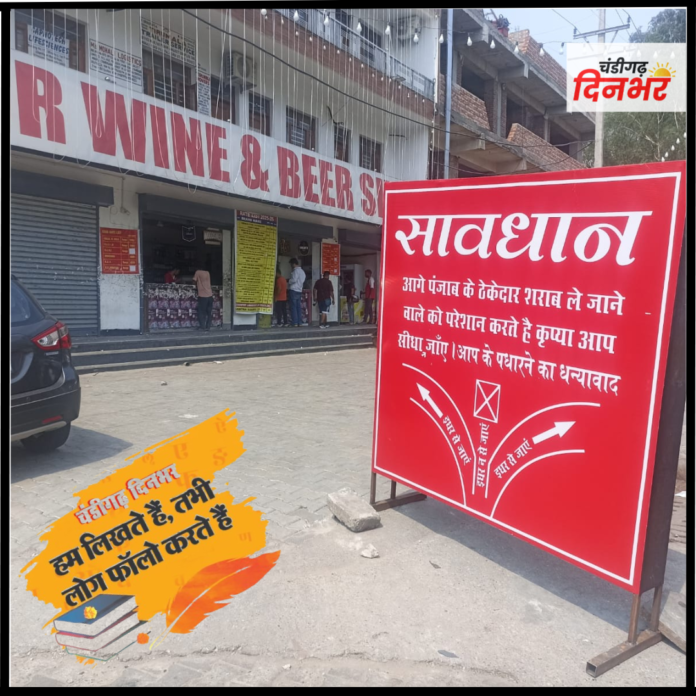 चंडीगढ़
दिनभर
R WINE & BEER S
सावधान
आगे पंजाब के ठेकेदार शराब ले जाने
वाले को परेशान करते है कृप्या आप
सीधा जाएँ । आप के पधारने का धन्यावाद
इधर से जाएं
इधर न से जाएं
इधर से जाएं
चंडीगढ़ दिनभर
हम लिखते हैं, तभी
लोग फॉलो करते हैं